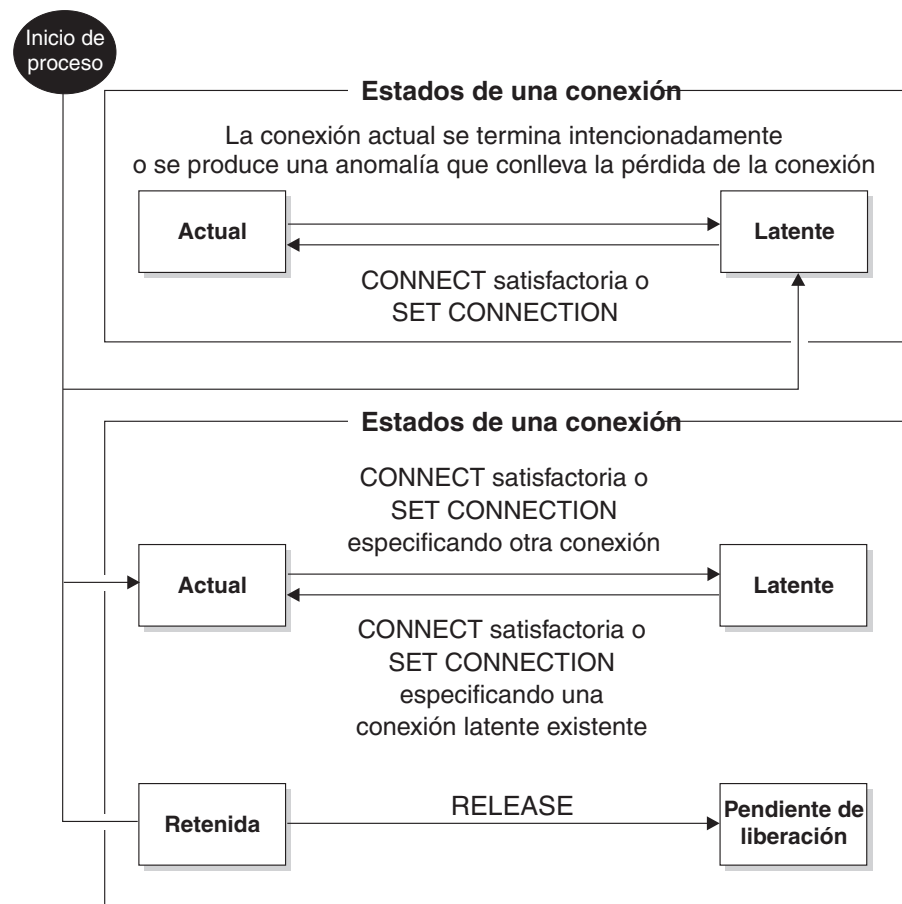 Inicio de
proceso
Estados de una conexión
La conexión actual se termina intencionadamente
o se produce una anomalía que conlleva la pérdida de la conexión
Actual
Latente
CONNECT satisfactoria o
SET CONNECTION
Estados de una conexión
CONNECT satisfactoria o
SET CONNECTION
especificando otra conexión
Actual
Latente
CONNECT satisfactoria o
SET CONNECTION
especificando una
conexión latente existente
Retenida
RELEASE
Pendiente de
liberación